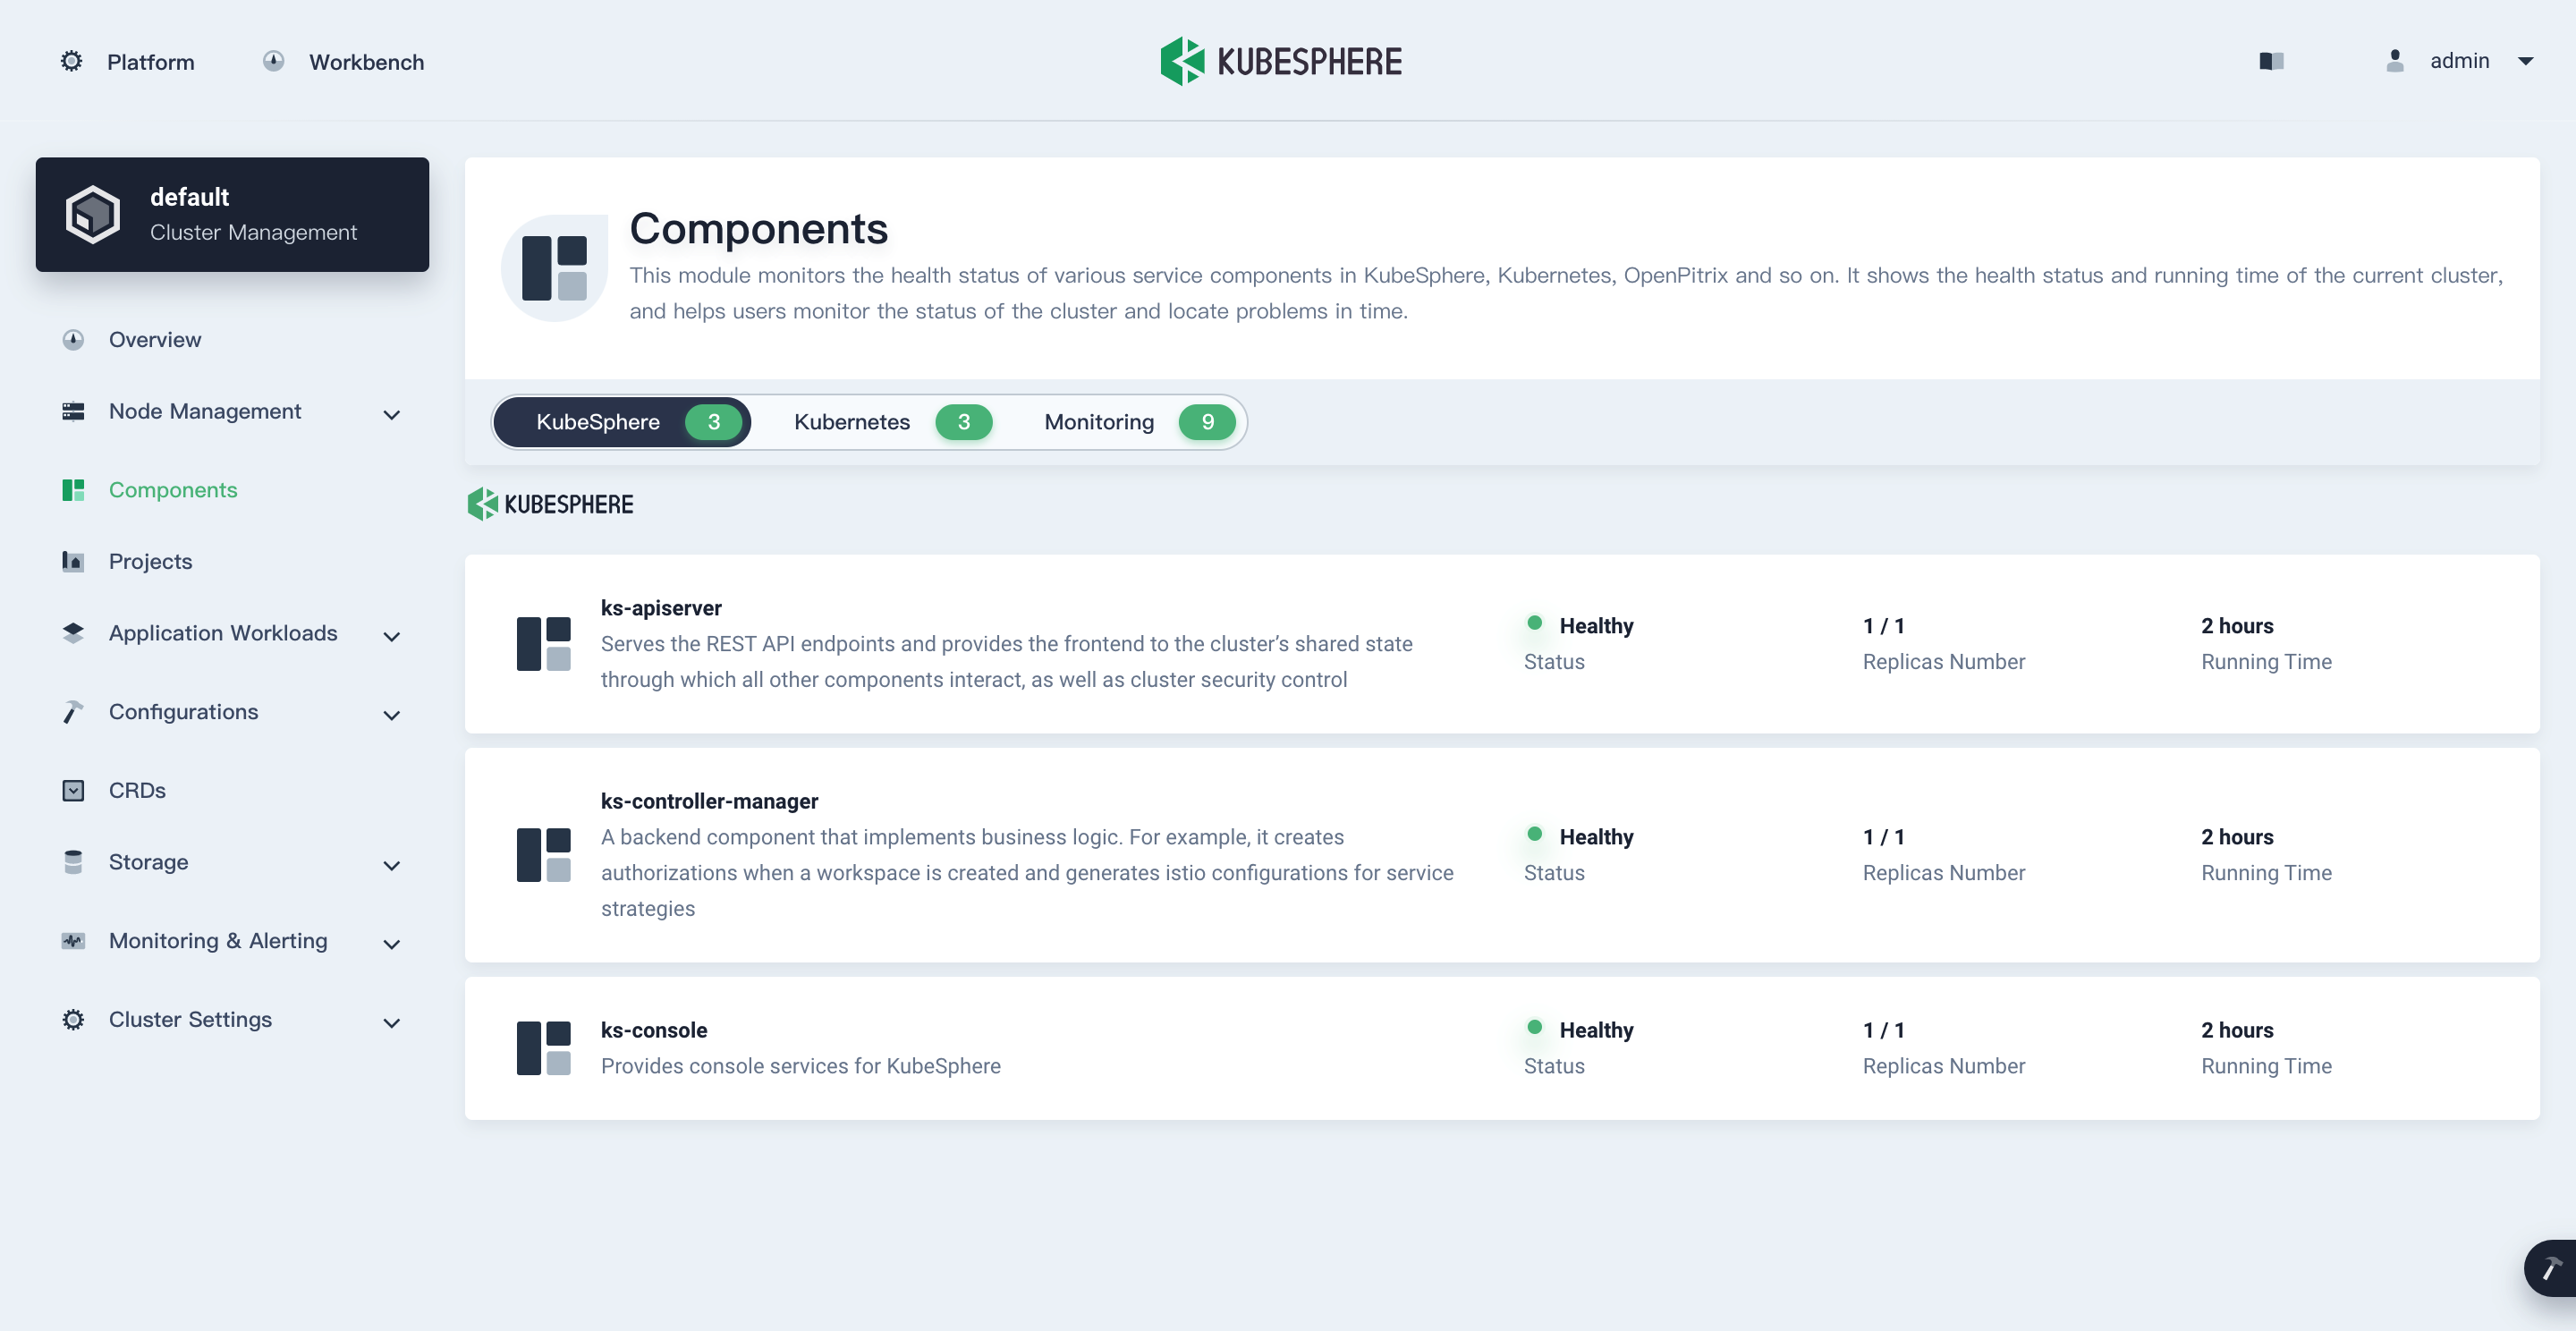 Platform
Workbench
KUBESPHERE
admin
default
Cluster Management
Overview
Node Management
Components
Projects
Application Workloads
Configurations
CRDs
Storage
Monitoring & Alerting
Cluster Settings
Components
This module monitors the health status of various service components in KubeSphere, Kubernetes, OpenPitrix and so on. It shows the health status and running time of the current cluster,
and helps users monitor the status of the cluster and locate problems in time.
KubeSphere 3
Kubernetes 3
Monitoring 9
KUBESPHERE
ks-apiserver
Serves the REST API endpoints and provides the frontend to the cluster’s shared state
through which all other components interact, as well as cluster security control
Healthy
Status
1 / 1
Replicas Number
2 hours
Running Time
ks-controller-manager
A backend component that implements business logic. For example, it creates
authorizations when a workspace is created and generates istio configurations for service
strategies
Healthy
Status
1 / 1
Replicas Number
2 hours
Running Time
ks-console
Provides console services for KubeSphere
Healthy
Status
1 / 1
Replicas Number
2 hours
Running Time